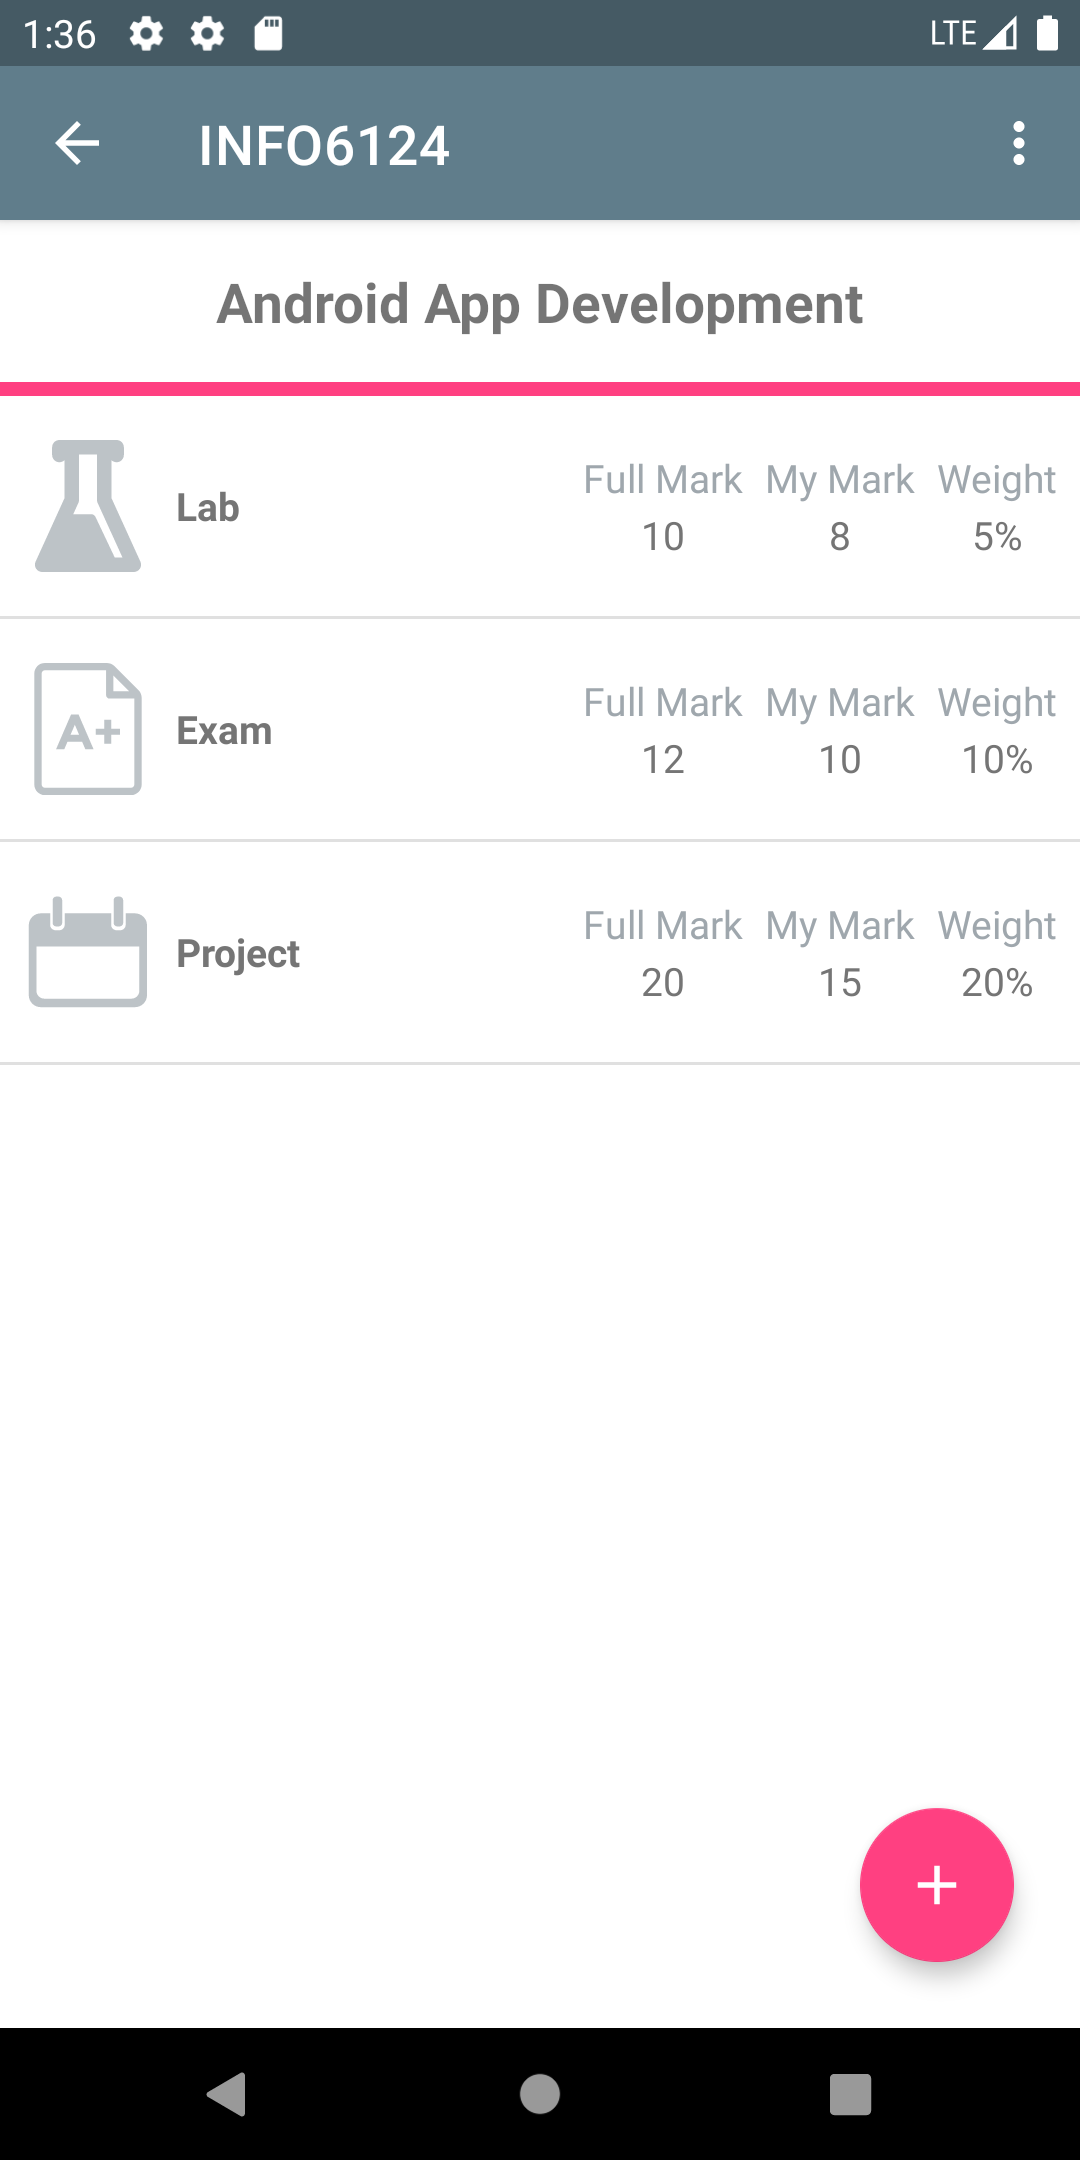 1:36 LTE
INFO6124
Android App Development
Lab
Full Mark My Mark Weight
10 8 5%
A+
Exam
Full Mark My Mark Weight
12 10 10%
Project
Full Mark My Mark Weight
20 15 20%
+